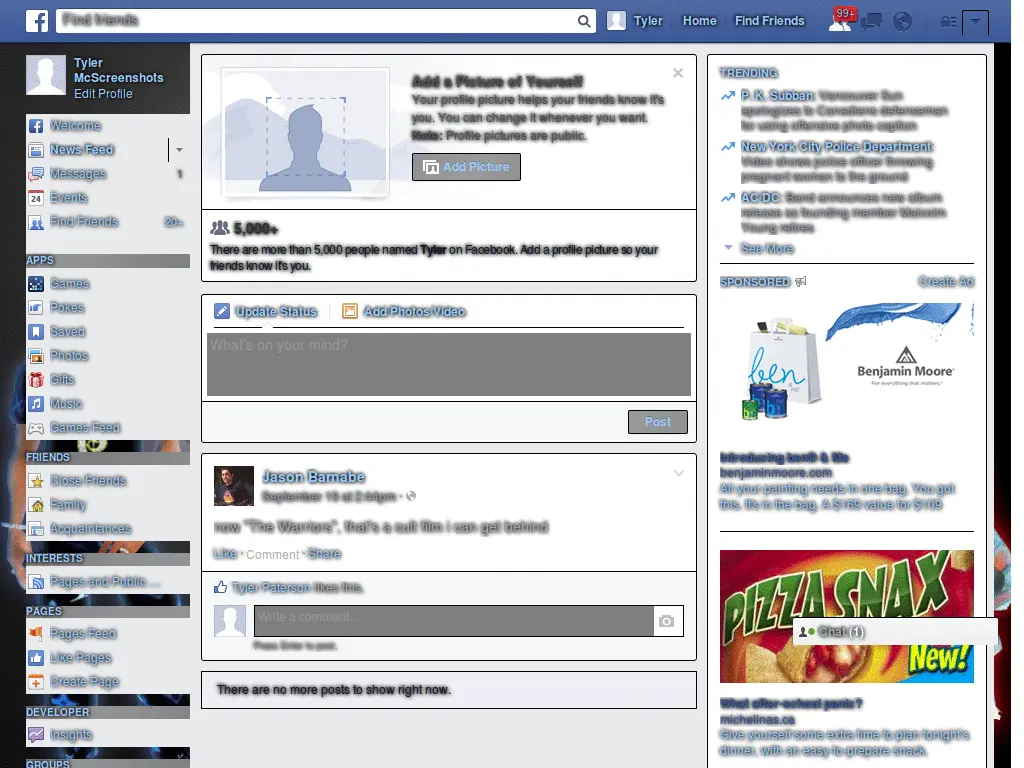 Find friends
Tyler
Home
Find Friends
99+
Tyler
McScreenshots
Edit Profile
Welcome
News Feed
Messages
1
24
Events
Find Friends
20+
APPS
Games
Pokes
Saved
Photos
Gifts
Music
Games Feed
FRIENDS
Close Friends
Family
Acquaintances
INTERESTS
Pages and Public ...
PAGES
Pages Feed
Like Pages
Create Page
DEVELOPER
Insights
GROUPS
Add a Picture of Yourself
Your profile picture helps your friends know it's
you. You can change it whenever you want.
Note: Profile pictures are public.
Add Picture
5,000+
There are more than 5,000 people named Tyler on Facebook. Add a profile picture so your
friends know it's you.
Update Status
Add Photos/Video
What's on your mind?
Post
Jason Barnabe
September 18 at 2:44pm ·
now "The Warriors", that's a cult film i can get behind
Like · Comment · Share
Tyler Paterson likes this.
Write a comment...
Press Enter to post.
There are no more posts to show right now.
TRENDING
P. K. Subban: Vancouver Sun
apologizes to Canadiens defenseman
for using offensive photo caption
New York City Police Department:
Video shows police officer throwing
pregnant woman to the ground
AC/DC: Band announces new album
release as founding member Malcolm
Young retires
See More
SPONSORED
Create Ad
ben
Benjamin Moore
For everything that matters.
Introducing ben® & Me
benjaminmoore.com
All your painting needs in one bag. You got
this. It's in the bag. A $169 value for $109
PIZZA SNAX
New!
Chat (1)
What after-school panic?
michelinas.ca
Give yourself some extra time to plan tonight's
dinner, with an easy-to-prepare snack.